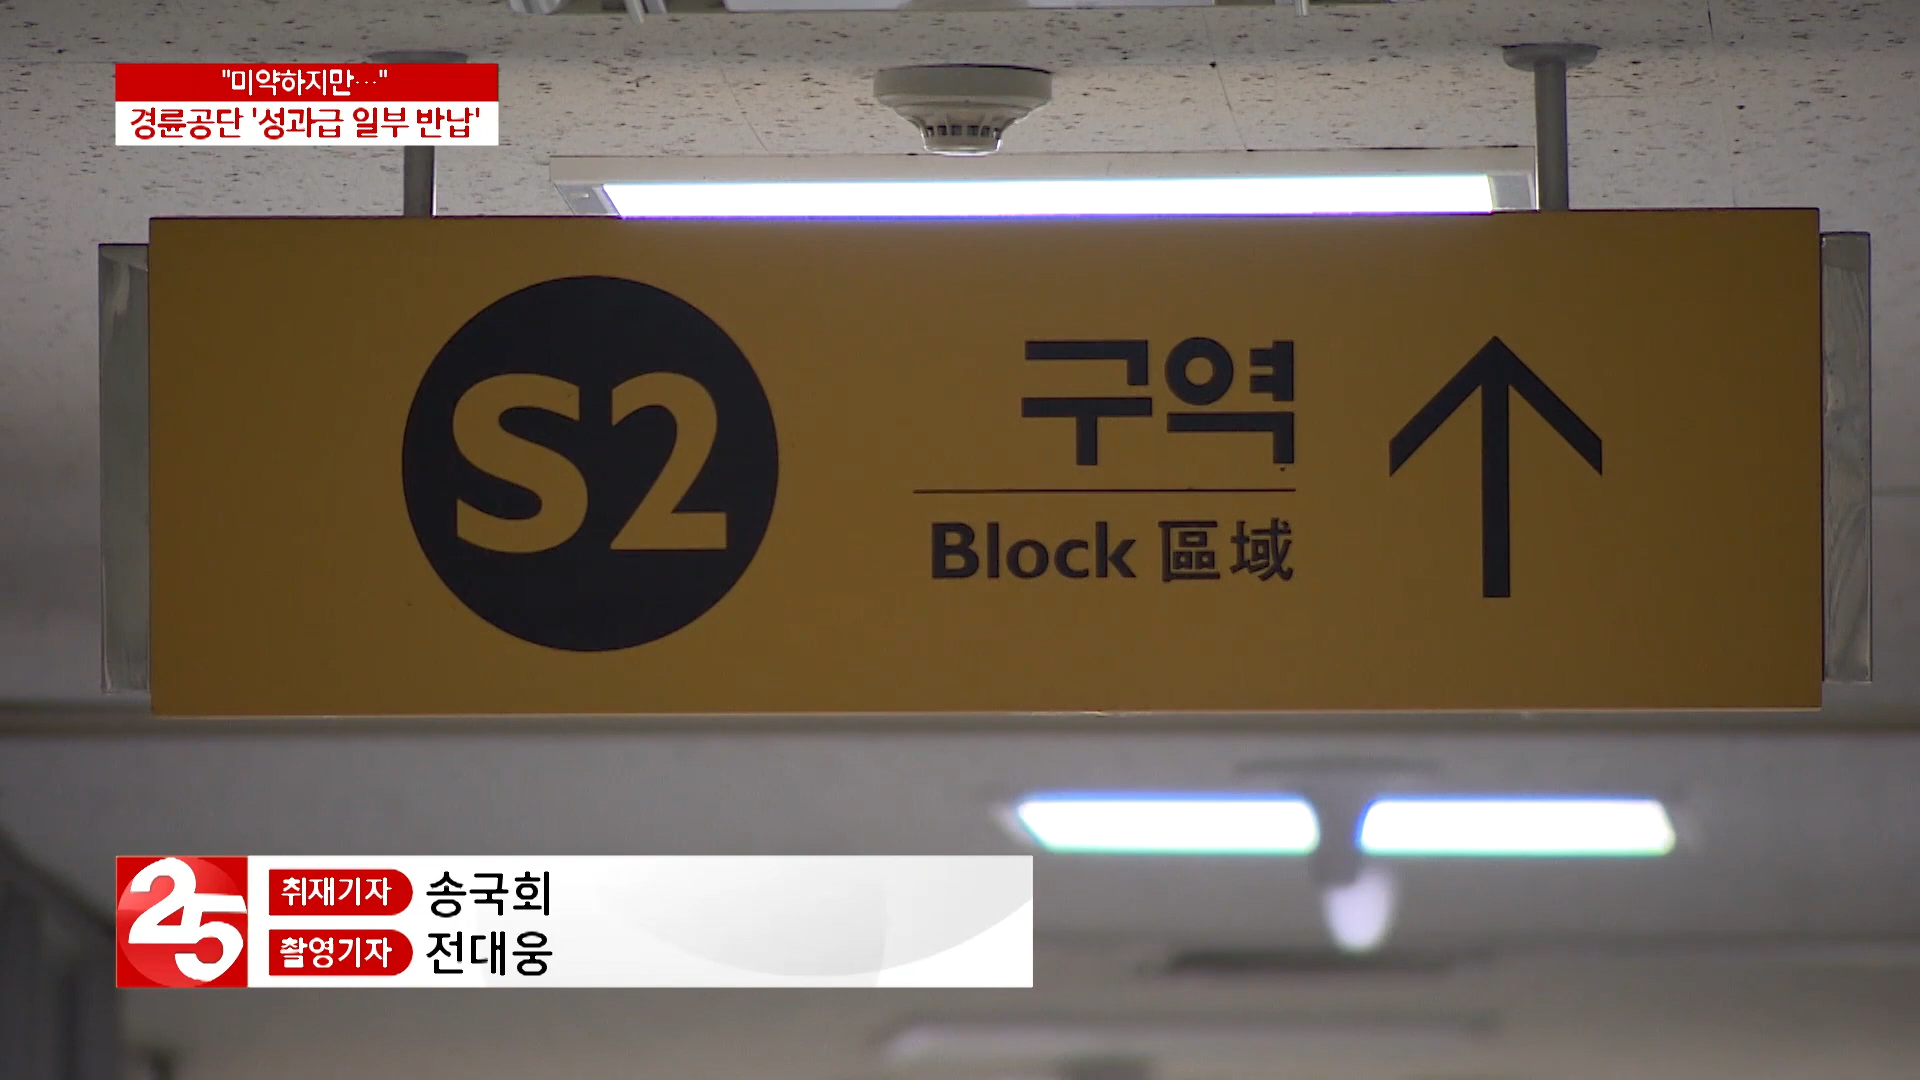 "미약하지만…"
경륜공단 '성과급 일부 반납'
S2
구역
Block 區域
25
취재기자 송국회
촬영기자 전대웅